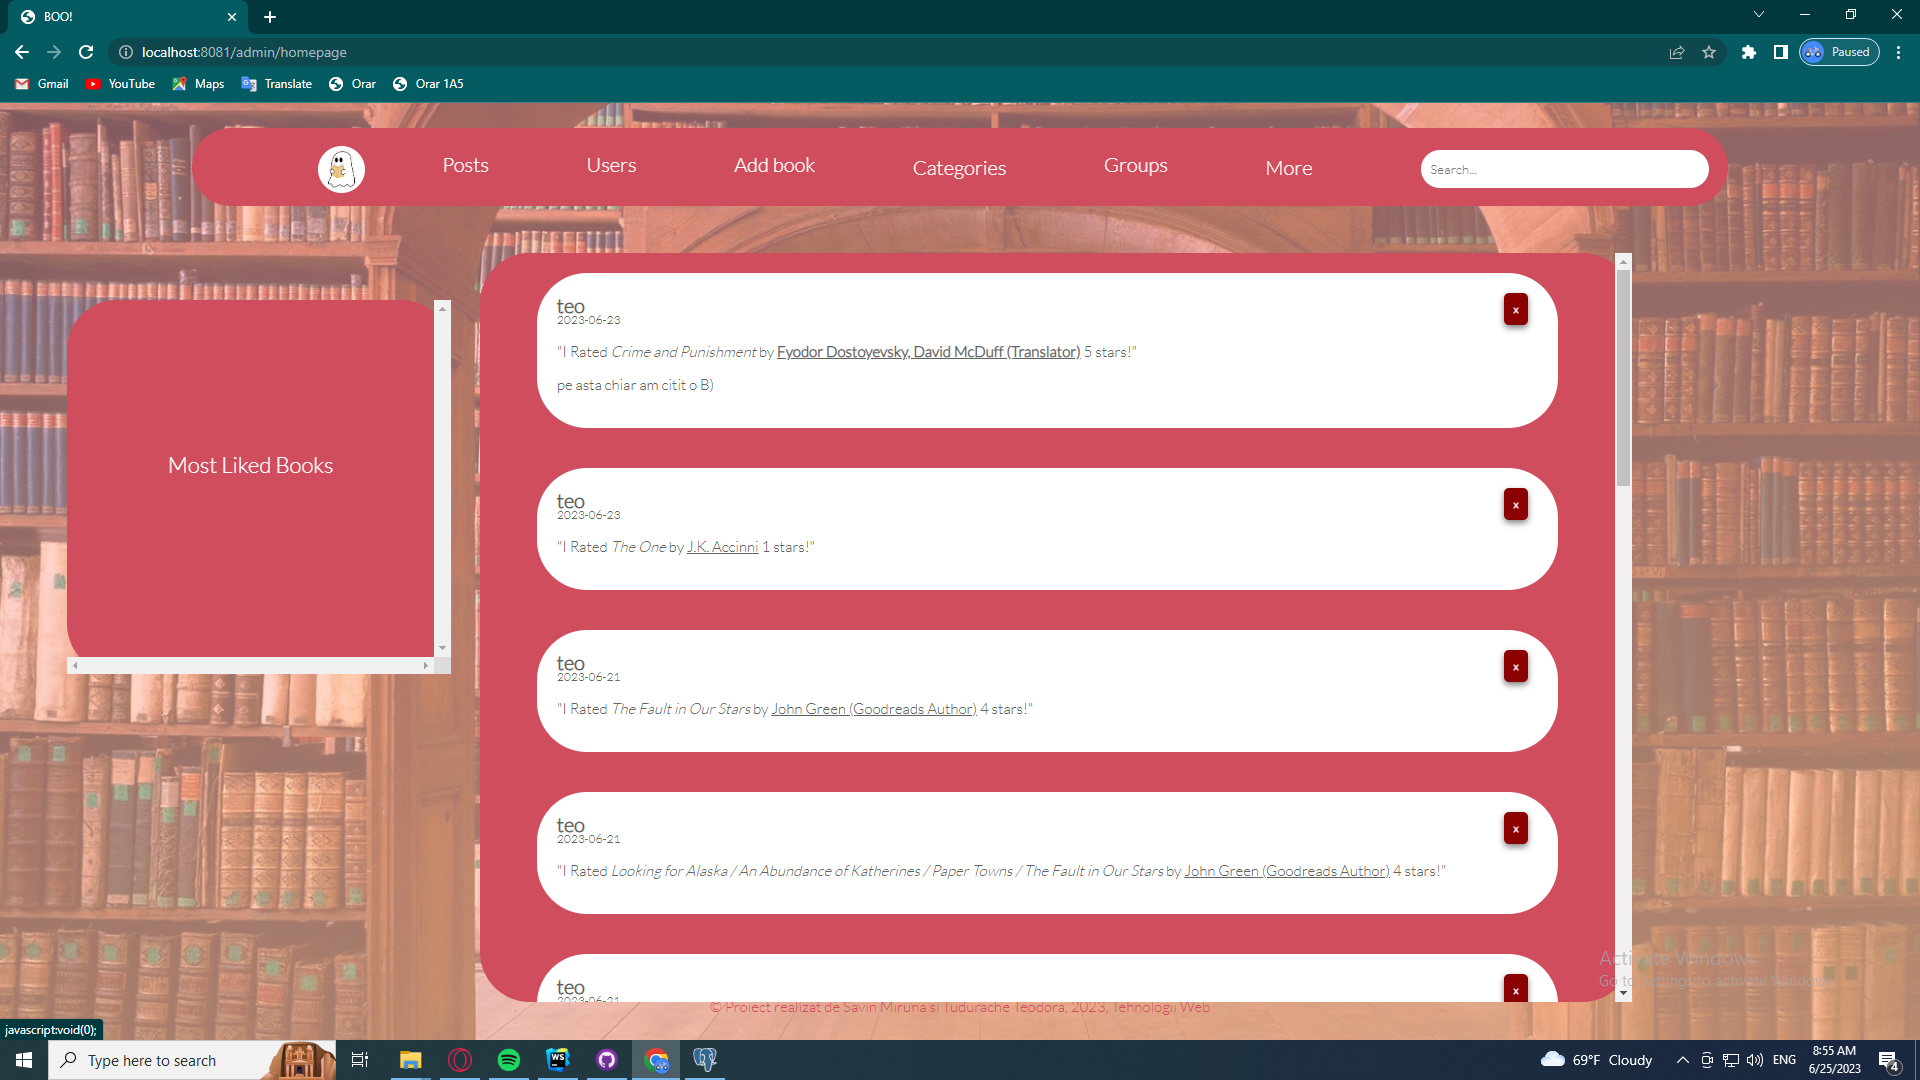 BOO!
localhost:8081/admin/homepage
Paused
Gmail
YouTube
Maps
Translate
Orar
Orar 1A5
Posts
Users
Add book
Categories
Groups
More
Search...
Most Liked Books
teo
x
2023-06-23
"I Rated Crime and Punishment by Fyodor Dostoyevsky, David McDuff (Translator) 5 stars!"
pe asta chiar am citit o B)
teo
x
2023-06-23
"I Rated The One by J.K. Accinni 1 stars!"
teo
x
2023-06-21
"I Rated The Fault in Our Stars by John Green (Goodreads Author) 4 stars!"
teo
x
2023-06-21
"I Rated Looking for Alaska / An Abundance of Katherines / Paper Towns / The Fault in Our Stars by John Green (Goodreads Author) 4 stars!"
teo
x
2023-06-21
Activate Windows
Go to Settings to activate Windows.
© Proiect realizat de Savin Miruna si Tudurache Teodora, 2023, Tehnologii Web
javascript:void(0);
Type here to search
WS
69°F Cloudy
ENG
8:55 AM
6/25/2023
4